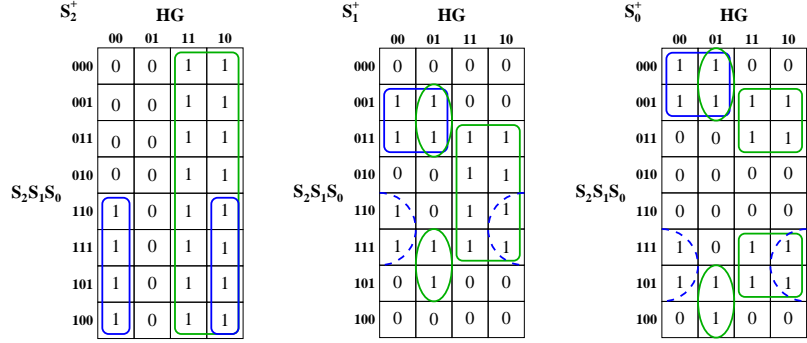 S₂⁺ HG
00 01 11 10
000 0 0 1 1
001 0 0 1 1
011 0 0 1 1
010 0 0 1 1
S₂S₁S₀
110 1 0 1 1
111 1 0 1 1
101 1 0 1 1
100 1 0 1 1
S₁⁺ HG
00 01 11 10
000 0 0 0 0
001 1 1 0 0
011 1 1 1 1
010 0 0 1 1
S₂S₁S₀
110 1 0 1 1
111 1 1 1 1
101 0 1 0 0
100 0 0 0 0
S₀⁺ HG
00 01 11 10
000 1 1 0 0
001 1 1 1 1
011 0 0 1 1
010 0 0 0 0
S₂S₁S₀
110 0 0 0 0
111 1 0 1 1
101 1 1 1 1
100 0 1 0 0